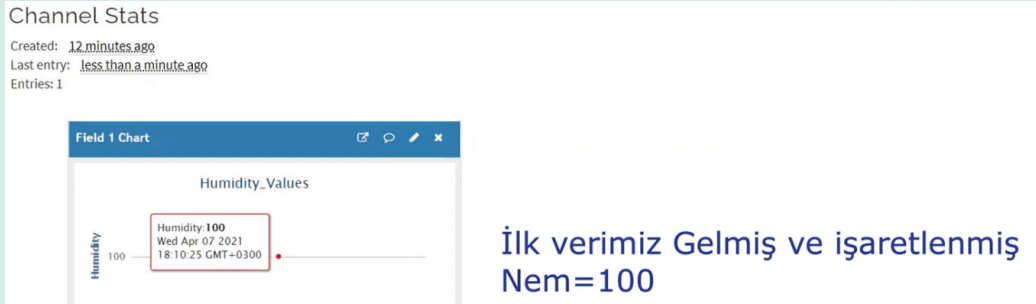 Channel Stats
Created: 12 minutes ago
Last entry: less than a minute ago
Entries: 1
Field 1 Chart
Humidity_Values
Humidity:100
Wed Apr 07 2021
18:10:25 GMT+0300
Humidity
100
İlk verimiz Gelmiş ve işaretlenmiş
Nem=100